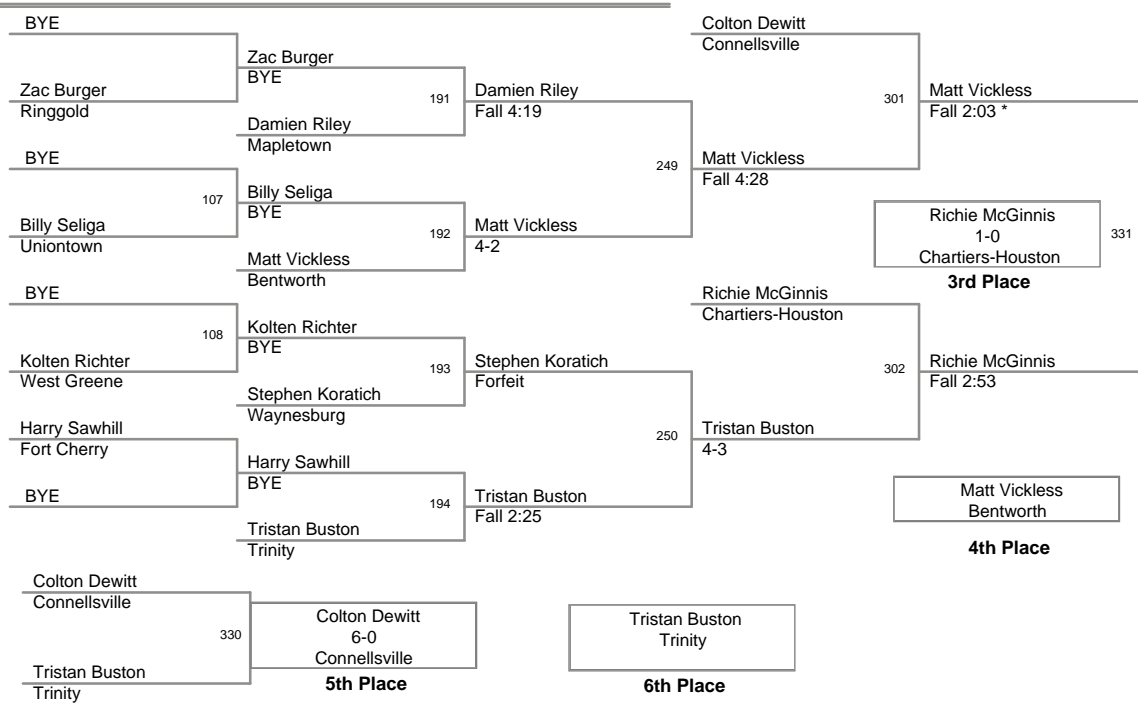 BYE
Zac Burger
Ringgold
BYE
Billy Seliga
Uniontown
BYE
Kolten Richter
West Greene
Harry Sawhill
Fort Cherry
BYE
107
108
Zac Burger
BYE
Damien Riley
Mapletown
Billy Seliga
BYE
Matt Vickless
Bentworth
Kolten Richter
BYE
Stephen Koratich
Waynesburg
Harry Sawhill
BYE
Tristan Buston
Trinity
191
192
193
194
Damien Riley
Fall 4:19
Matt Vickless
4-2
Stephen Koratich
Forfeit
Tristan Buston
Fall 2:25
249
250
Colton Dewitt
Connellsville
Matt Vickless
Fall 4:28
Richie McGinnis
Chartiers-Houston
Tristan Buston
4-3
301
302
Matt Vickless
Fall 2:03 *
Richie McGinnis
1-0
Chartiers-Houston
331
3rd Place
Richie McGinnis
Fall 2:53
Matt Vickless
Bentworth
4th Place
Colton Dewitt
Connellsville
330
Tristan Buston
Trinity
Colton Dewitt
6-0
Connellsville
5th Place
Tristan Buston
Trinity
6th Place